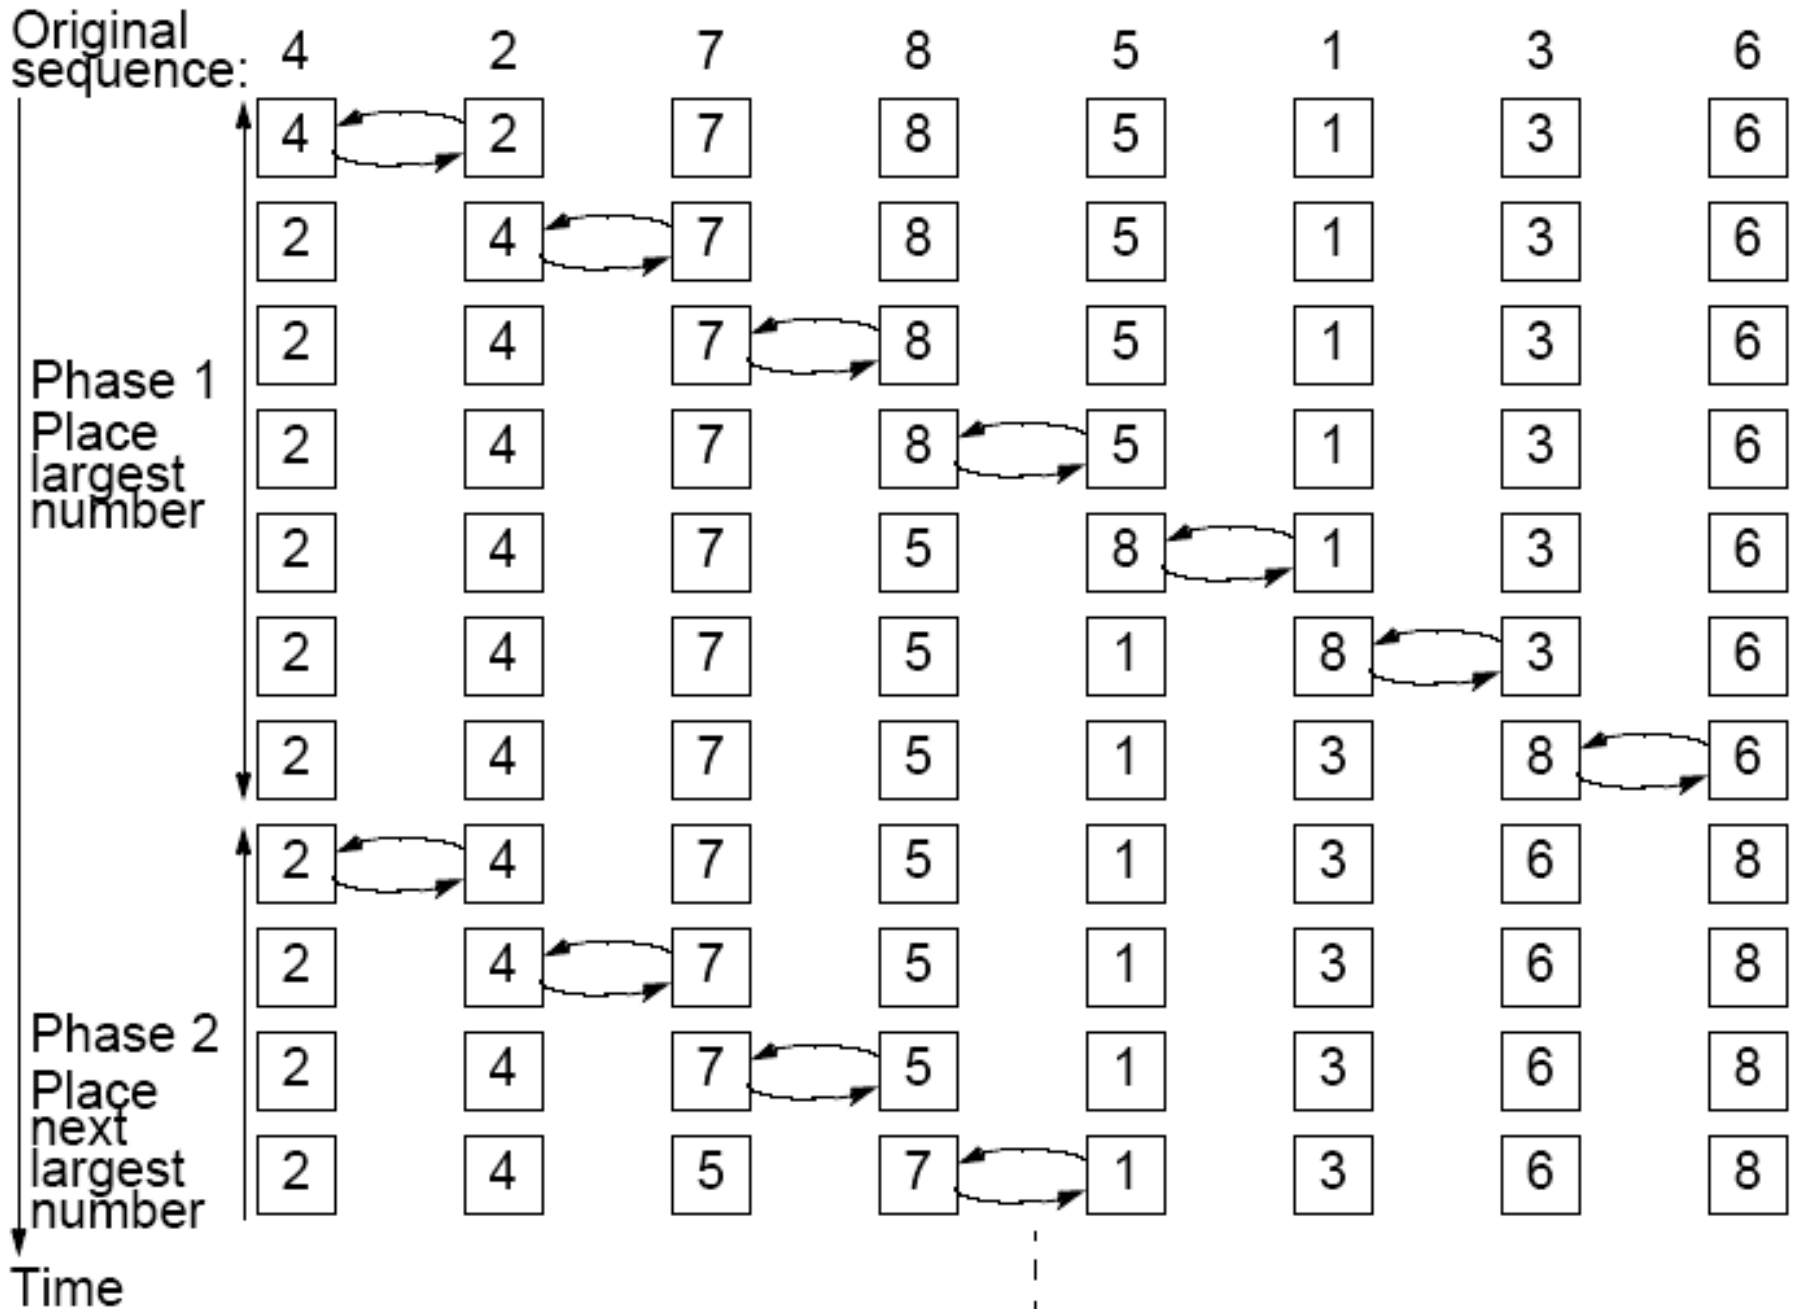 Original
sequence: 4 2 7 8 5 1 3 6
4 2 7 8 5 1 3 6
2 4 7 8 5 1 3 6
2 4 7 8 5 1 3 6
Phase 1
Place
largest
number
2 4 7 8 5 1 3 6
2 4 7 5 8 1 3 6
2 4 7 5 1 8 3 6
2 4 7 5 1 3 8 6
2 4 7 5 1 3 6 8
2 4 7 5 1 3 6 8
Phase 2
Place
next
largest
number
2 4 7 5 1 3 6 8
2 4 5 7 1 3 6 8
Time